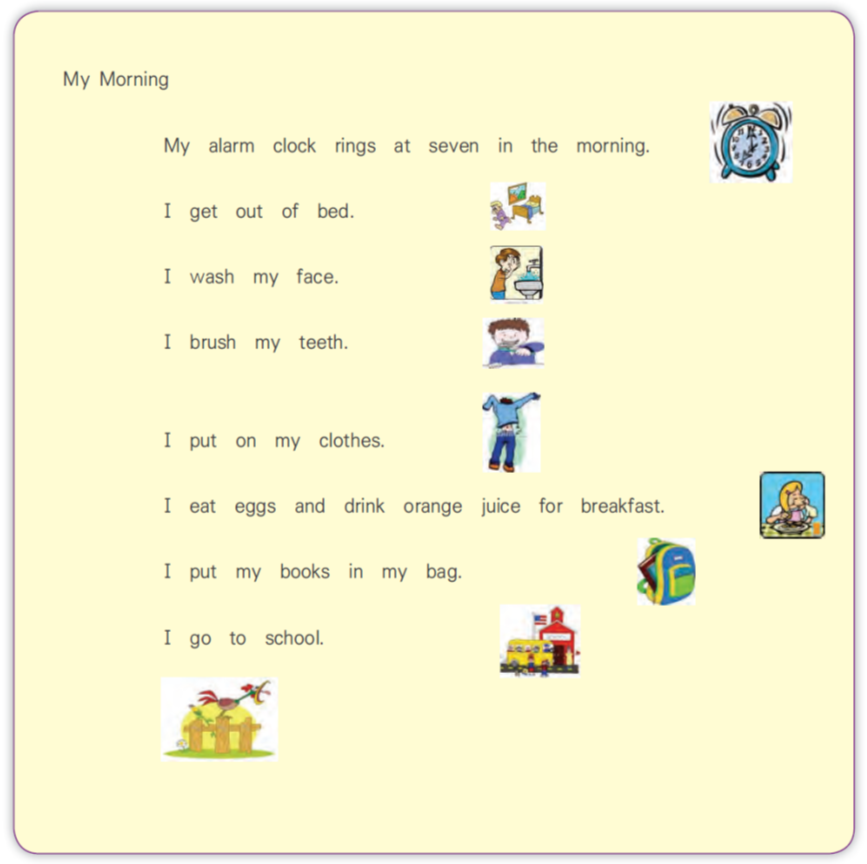 My Morning
My alarm clock rings at seven in the morning.
I get out of bed.
I wash my face.
I brush my teeth.
I put on my clothes.
I eat eggs and drink orange juice for breakfast.
I put my books in my bag.
I go to school.